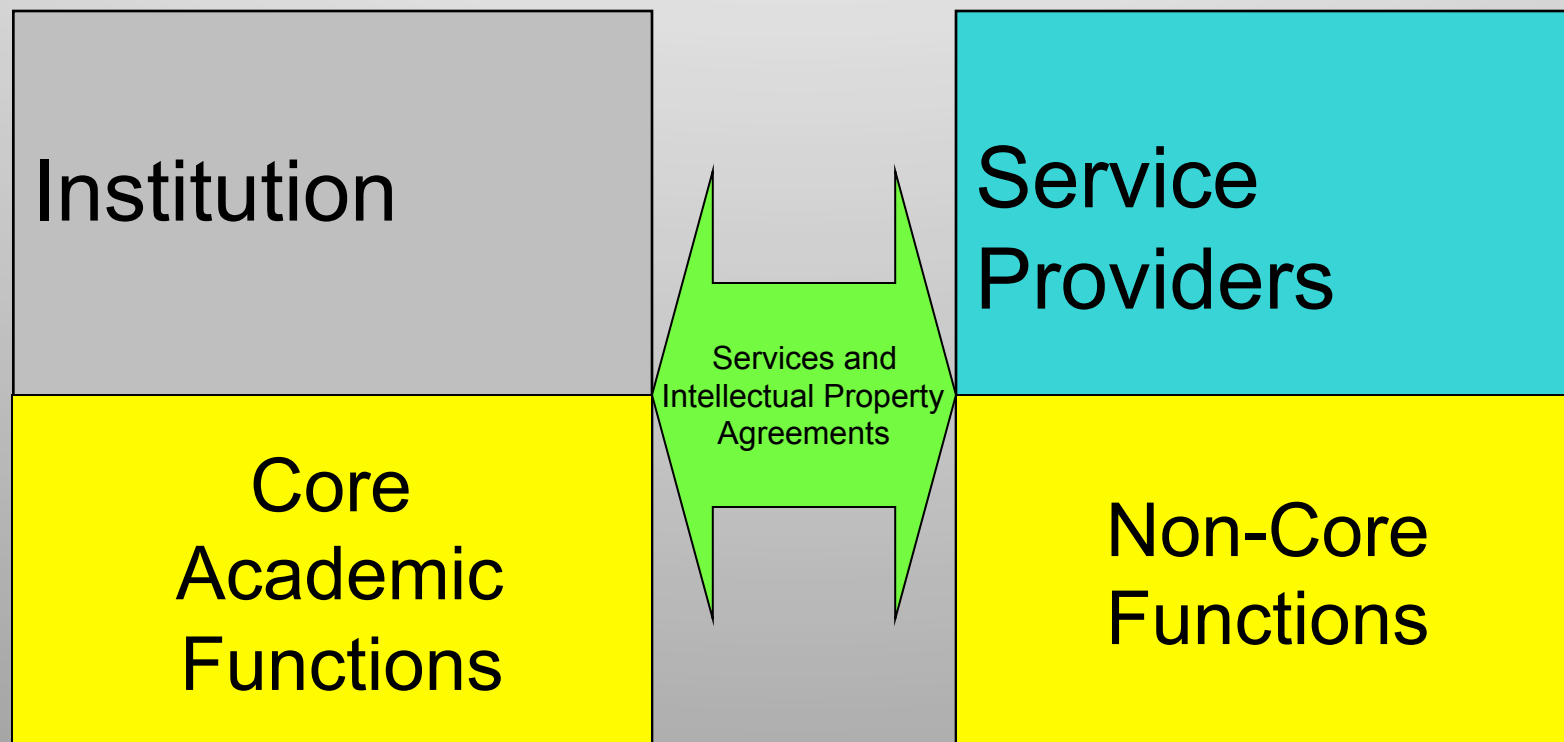 Institution
Core
Academic
Functions
Services and
Intellectual Property
Agreements
Service
Providers
Non-Core
Functions